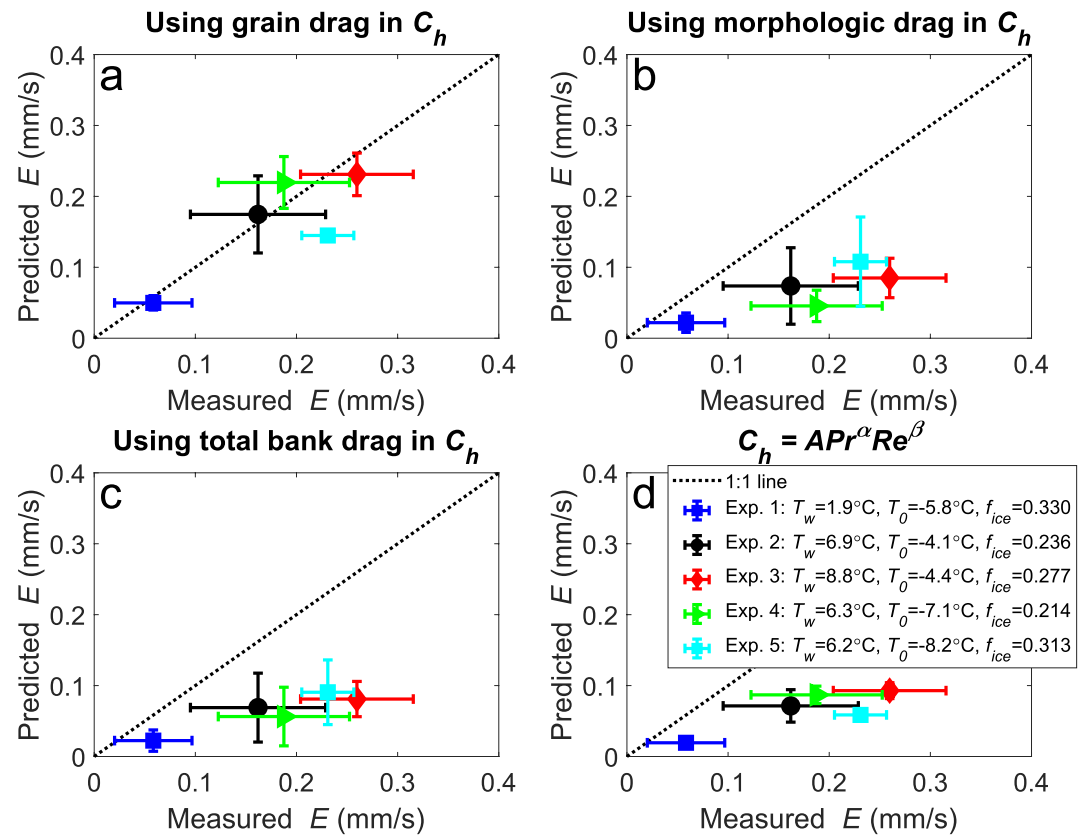 Using grain drag in C_h
a
0.4
0.3
0.2
0.1
0
Predicted E (mm/s)
0 0.1 0.2 0.3 0.4
Measured E (mm/s)
Using morphologic drag in C_h
b
0.4
0.3
0.2
0.1
0
Predicted E (mm/s)
0 0.1 0.2 0.3 0.4
Measured E (mm/s)
Using total bank drag in C_h
c
0.4
0.3
0.2
0.1
0
Predicted E (mm/s)
0 0.1 0.2 0.3 0.4
Measured E (mm/s)
C_h = APr^α Re^β
d
1:1 line
Exp. 1: T_w=1.9°C, T_0=-5.8°C, f_ice=0.330
Exp. 2: T_w=6.9°C, T_0=-4.1°C, f_ice=0.236
Exp. 3: T_w=8.8°C, T_0=-4.4°C, f_ice=0.277
Exp. 4: T_w=6.3°C, T_0=-7.1°C, f_ice=0.214
Exp. 5: T_w=6.2°C, T_0=-8.2°C, f_ice=0.313
0.4
0.3
0.2
0.1
0
Predicted E (mm/s)
0 0.1 0.2 0.3 0.4
Measured E (mm/s)